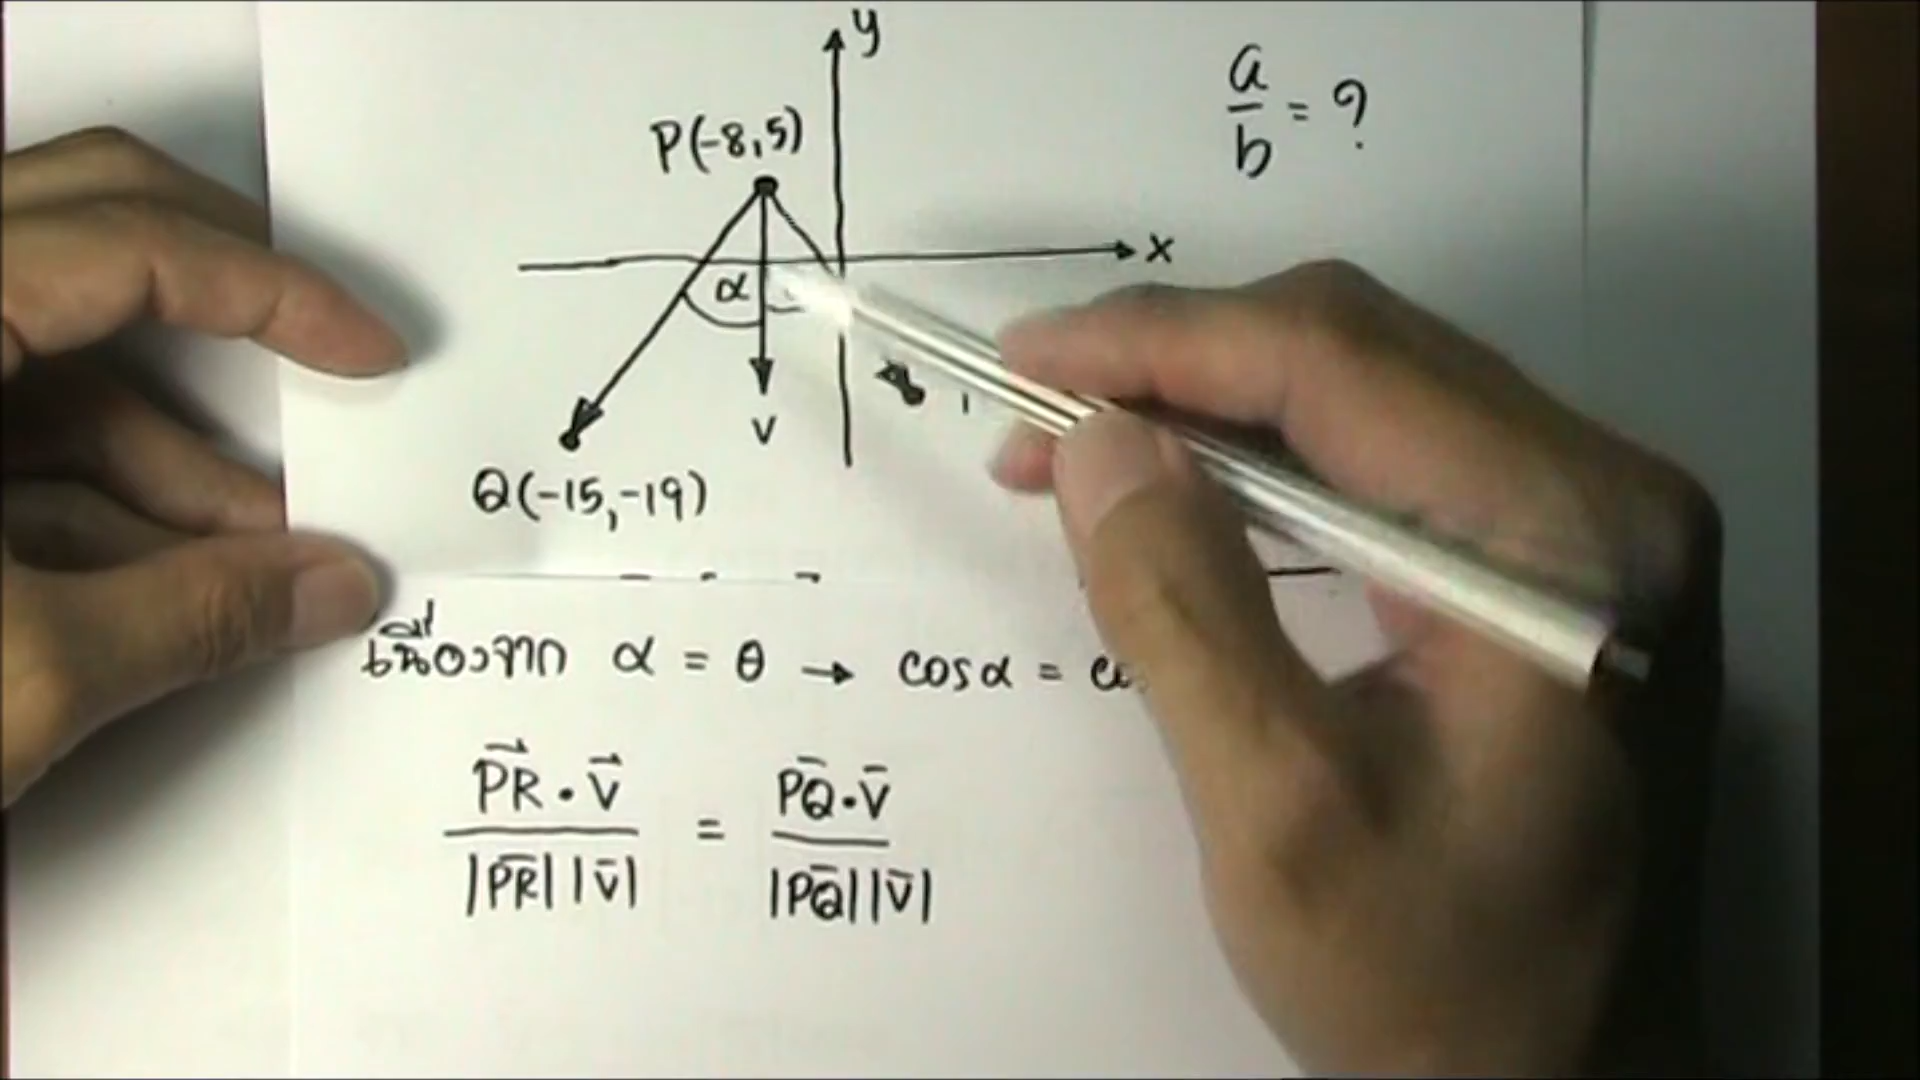 y
a/b = ?
P(-8,5)
x
α
v
Q(-15,-19)
เนื่องจาก α = θ → cosα =
PR · v / |PR| |v| = PQ · v / |PQ| |v|